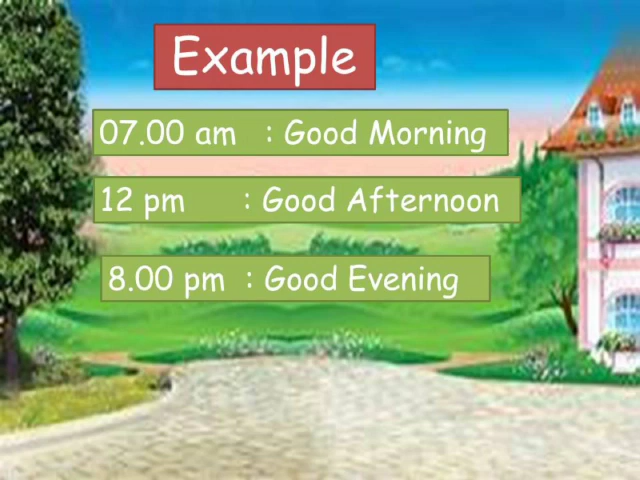 Example
07.00 am : Good Morning
12 pm : Good Afternoon
8.00 pm : Good Evening